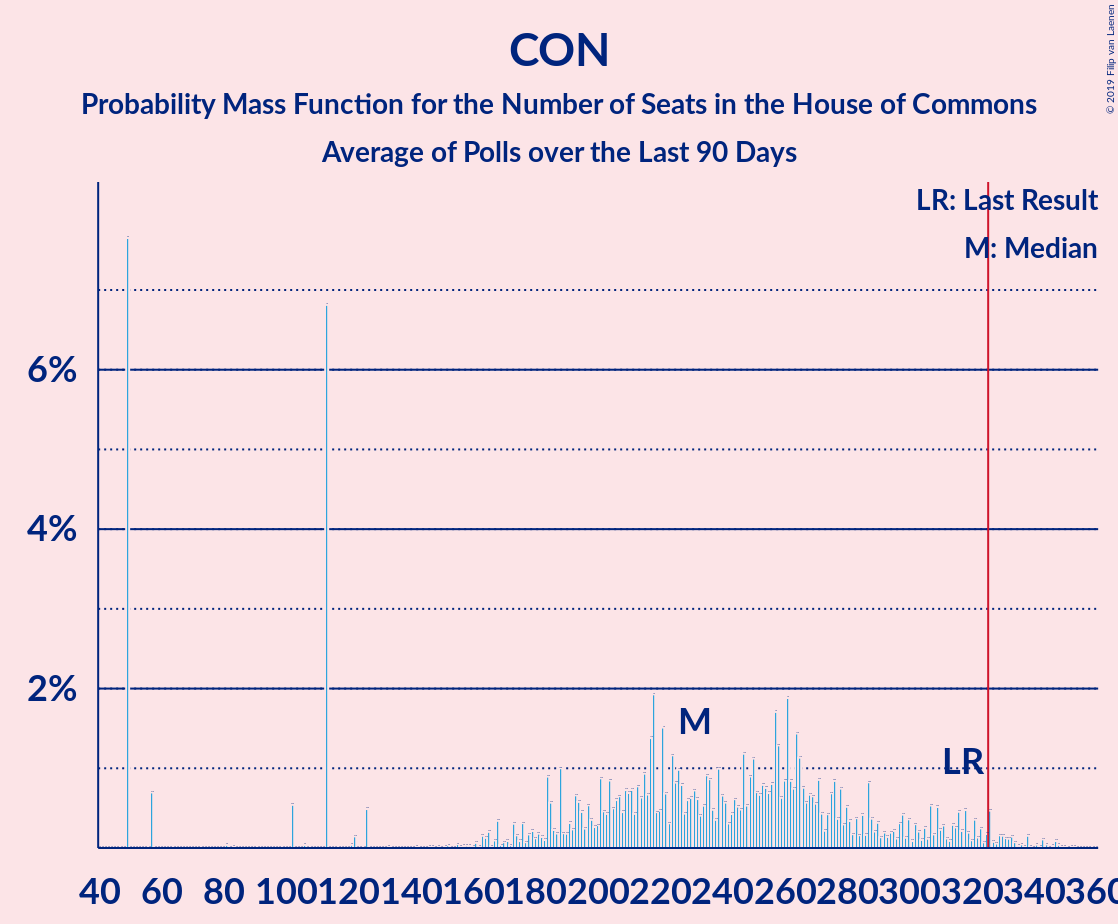 CON
Probability Mass Function for the Number of Seats in the House of Commons
Average of Polls over the Last 90 Days
© 2019 Filip van Laenen
LR: Last Result
M: Median
6%
4%
2%
M
LR
40 60 80 100 120 140 160 180 200 220 240 260 280 300 320 340 360